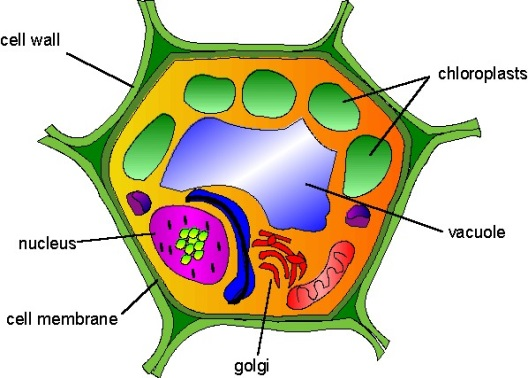 cell wall
chloroplasts
vacuole
nucleus
cell membrane
golgi